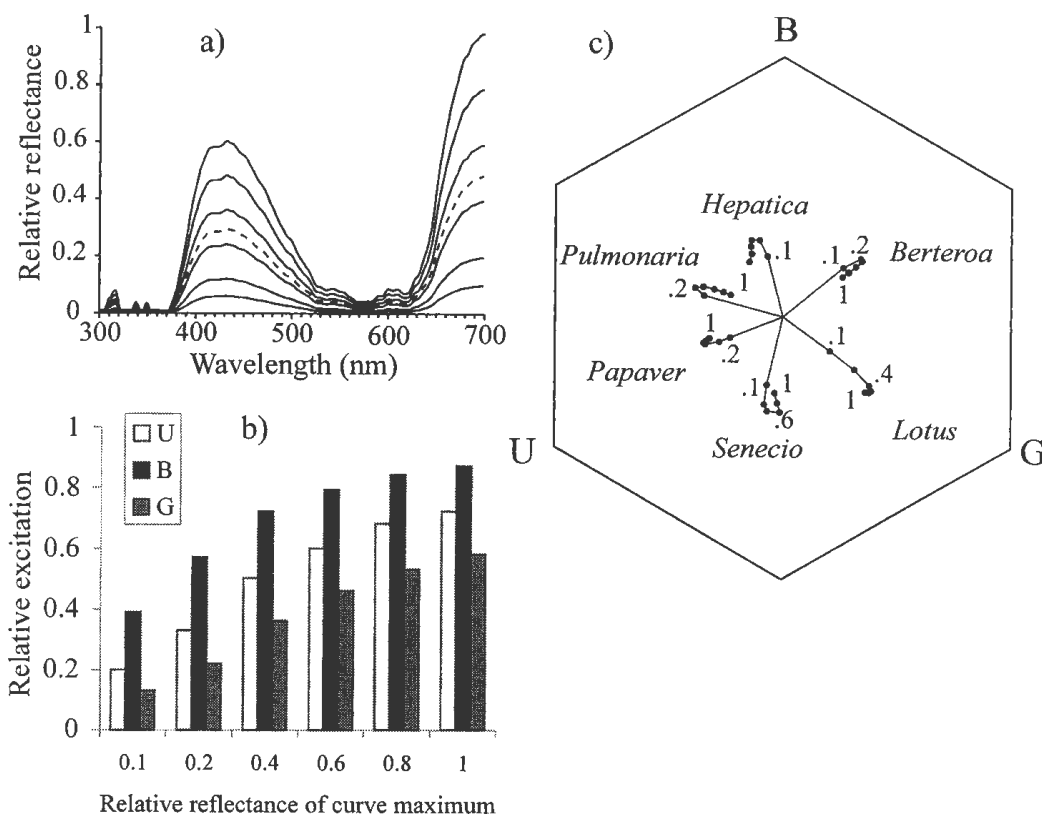 a)
Relative reflectance
1
0.8
0.6
0.4
0.2
0
300 400 500 600 700
Wavelength (nm)
b)
U
B
G
Relative excitation
1
0.8
0.6
0.4
0.2
0
0.1 0.2 0.4 0.6 0.8 1
Relative reflectance of curve maximum
c)
B
Hepatica
.1
Pulmonaria
1
.2
Berteroa
.1 .2
1
Papaver
1
.2
Senecio
.1 1
.6
Lotus
.1
.4
1
U
G